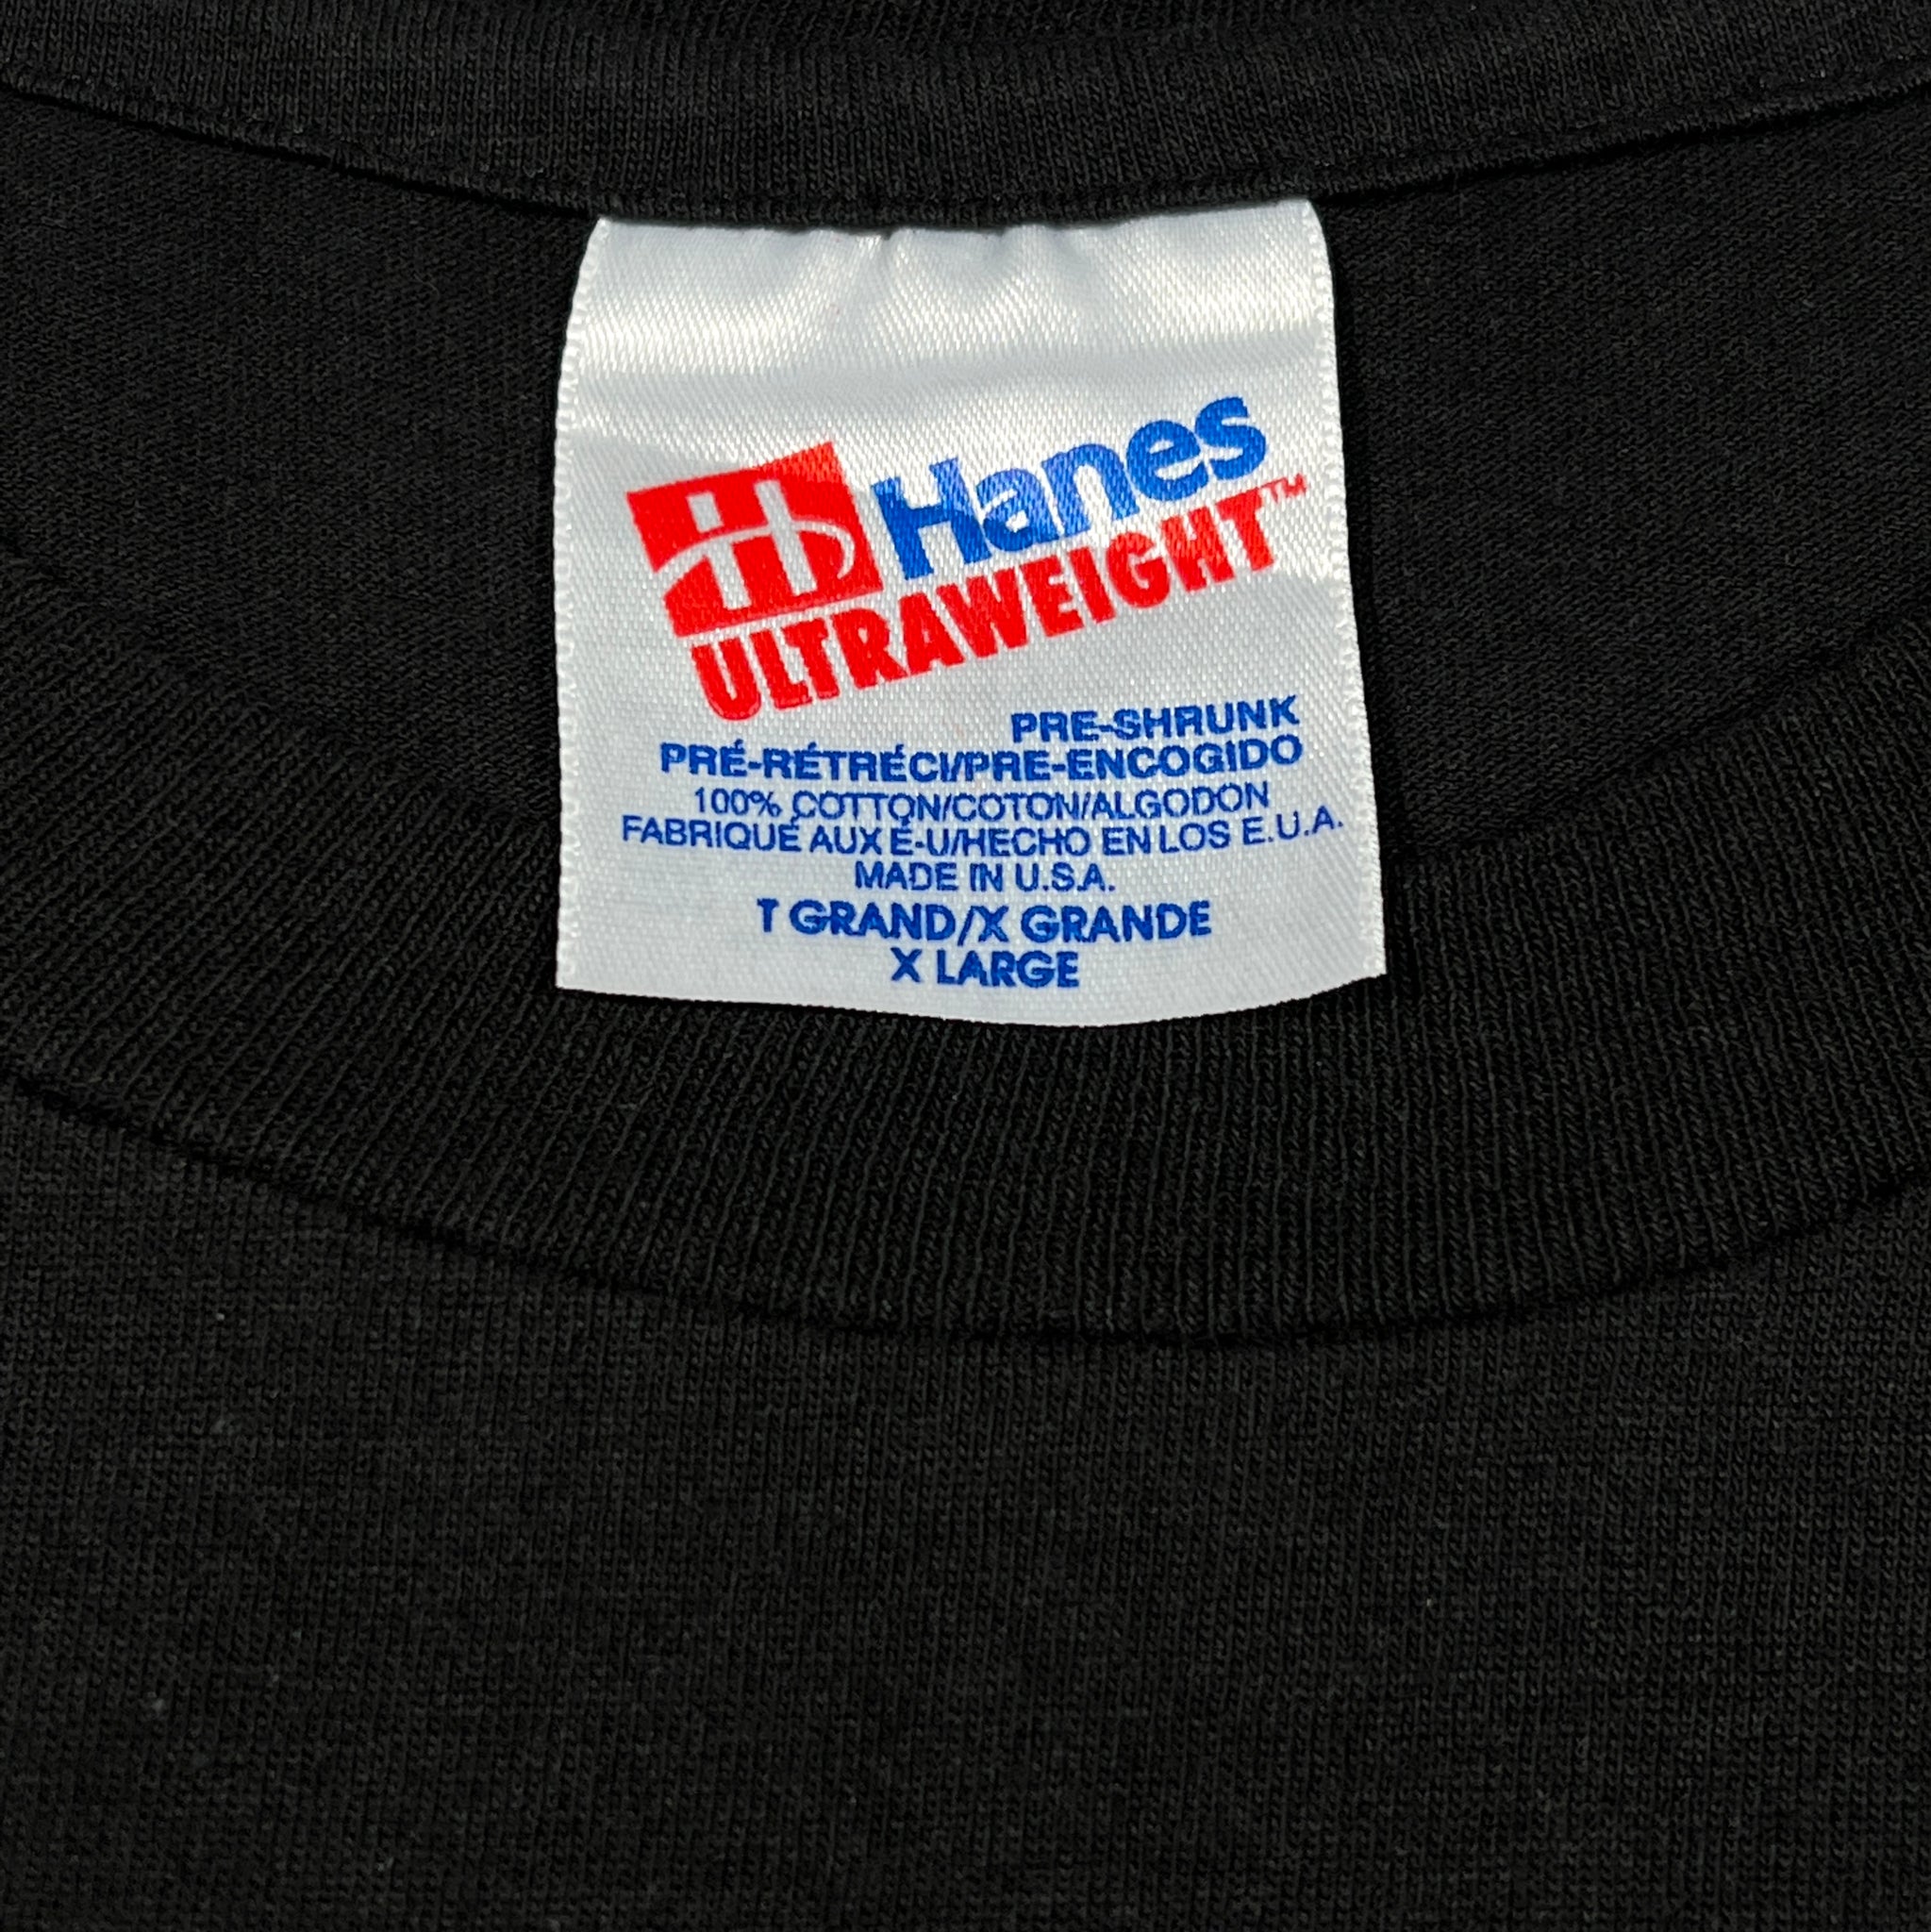 Hanes
ULTRAWEIGHT™
PRE-SHRUNK
PRÉ-RÉTRÉCI/PRE-ENCOGIDO
100% COTTON/COTON/ALGODON
FABRIQUÉ AUX É-U/HECHO EN LOS E.U.A.
MADE IN U.S.A.
T GRAND/X GRANDE
X LARGE